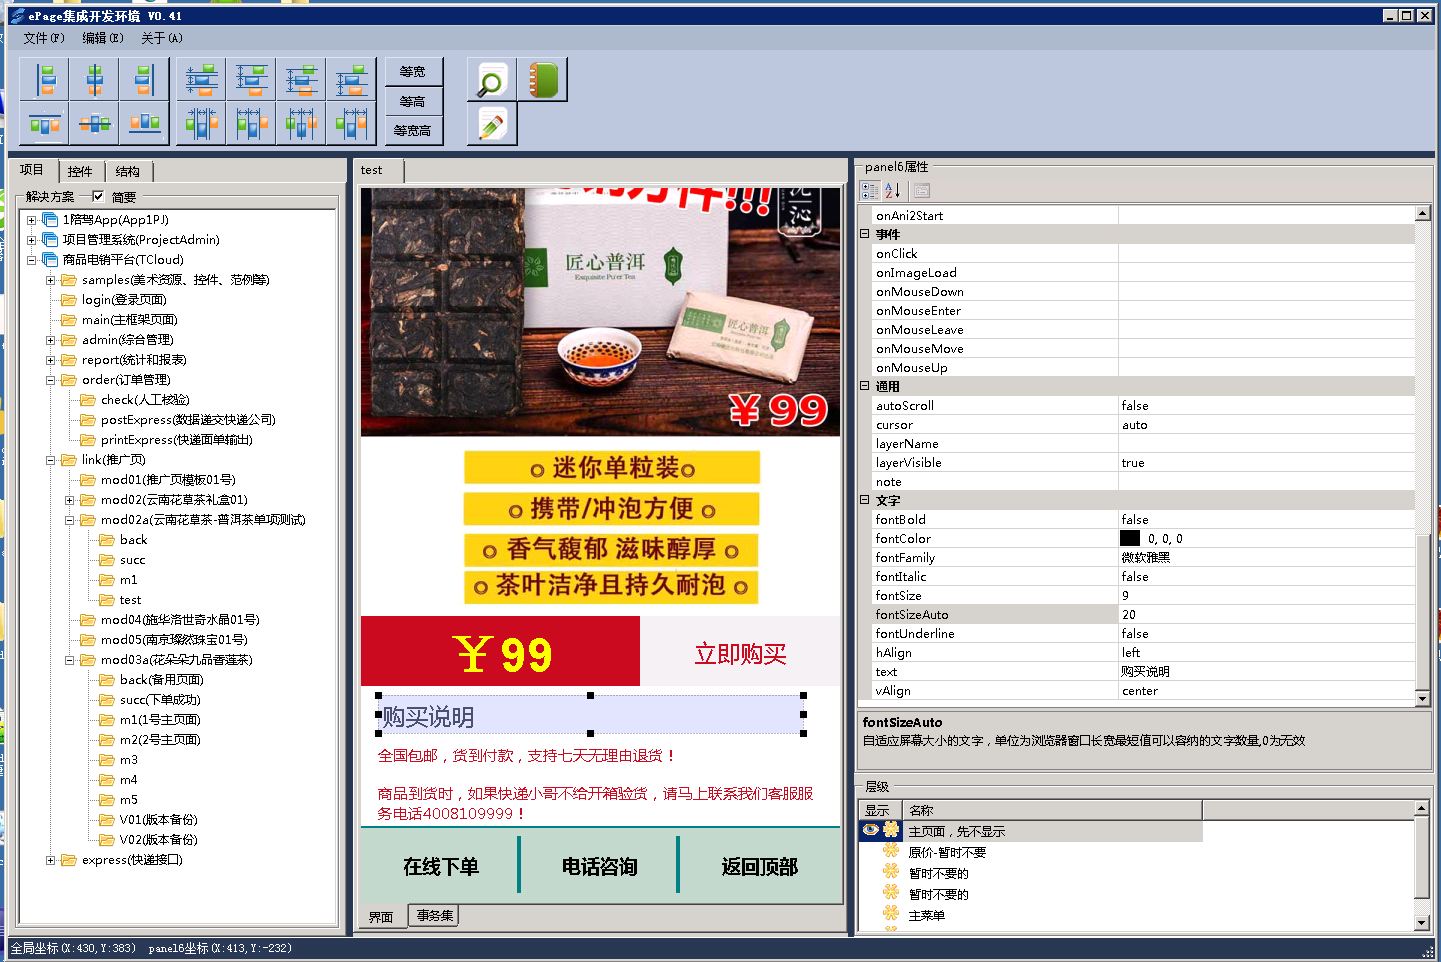 ePage集成开发环境 V0.41
文件(F) 编辑(E) 关于(A)
等宽
等高
等宽高
项目 控件 结构
解决方案 简要
1陪驾App(App1PJ)
项目管理系统(ProjectAdmin)
商品电销平台(TCloud)
samples(美术资源、控件、范例等)
login(登录页面)
main(主框架页面)
admin(综合管理)
report(统计和报表)
order(订单管理)
check(人工核验)
postExpress(数据递交快递公司)
printExpress(快递面单输出)
link(推广页)
mod01(推广页模板01号)
mod02(云南花草茶礼盒01)
mod02a(云南花草茶-普洱茶单项测试)
back
succ
m1
test
mod04(施华洛世奇水晶01号)
mod05(南京璨然珠宝01号)
mod03a(花朵朵九品香莲茶)
back(备用页面)
succ(下单成功)
m1(1号主页面)
m2(2号主页面)
m3
m4
m5
V01(版本备份)
V02(版本备份)
express(快递接口)
test
沁
匠心普洱
Exquisite Pu'er Tea
匠心普洱
￥99
迷你单粒装
携带/冲泡方便
香气馥郁 滋味醇厚
茶叶洁净且持久耐泡
￥99
立即购买
购买说明
全国包邮，货到付款，支持七天无理由退货！
商品到货时，如果快递小哥不给开箱验货，请马上联系我们客服服
务电话4008109999！
在线下单 电话咨询 返回顶部
界面 事务集
panel6属性
onAni2Start
事件
onClick
onImageLoad
onMouseDown
onMouseEnter
onMouseLeave
onMouseMove
onMouseUp
通用
autoScroll false
cursor auto
layerName
layerVisible true
note
文字
fontBold false
fontColor 0, 0, 0
fontFamily 微软雅黑
fontItalic false
fontSize 9
fontSizeAuto 20
fontUnderline false
hAlign left
text 购买说明
vAlign center
fontSizeAuto
自适应屏幕大小的文字，单位为浏览器窗口长宽最短值可以容纳的文字数量,0为无效
层级
显示 名称
主页面，先不显示
原价-暂时不要
暂时不要的
暂时不要的
主菜单
全局坐标(X:430,Y:383) panel6坐标(X:413,Y:-232)